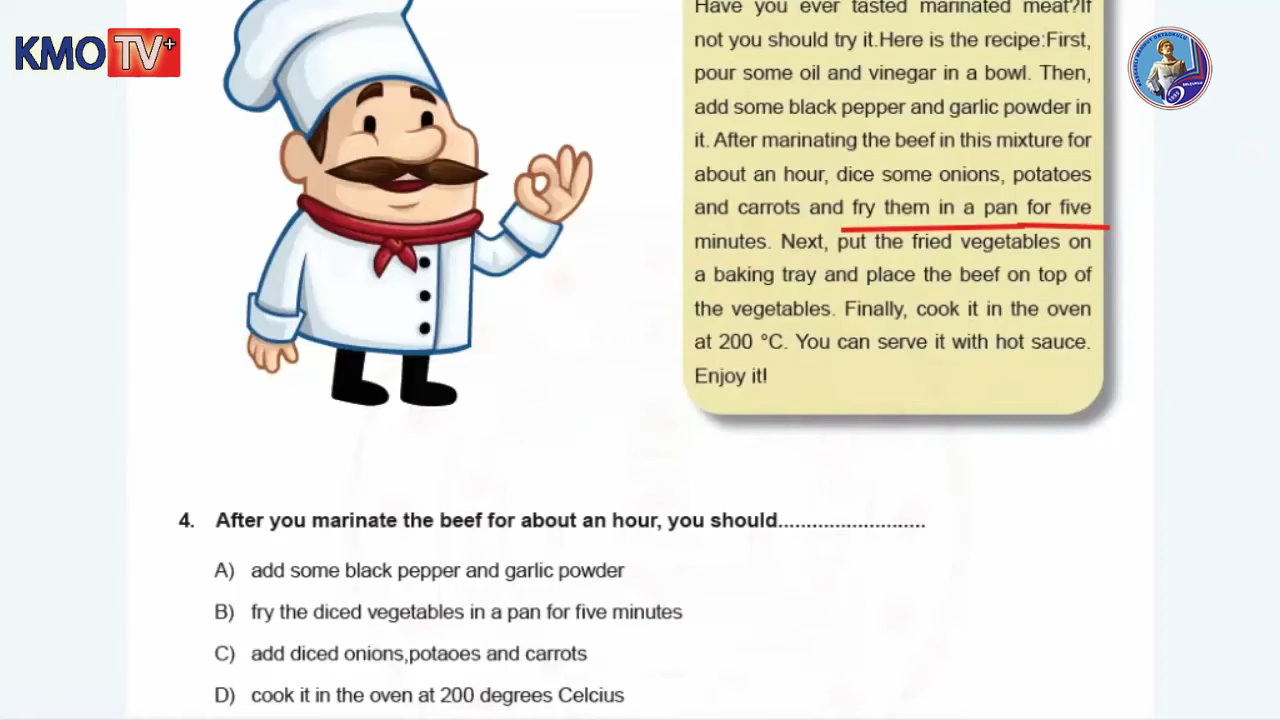 KMO TV+
Have you ever tasted marinated meat?If
not you should try it.Here is the recipe:First,
pour some oil and vinegar in a bowl. Then,
add some black pepper and garlic powder in
it. After marinating the beef in this mixture for
about an hour, dice some onions, potatoes
and carrots and fry them in a pan for five
minutes. Next, put the fried vegetables on
a baking tray and place the beef on top of
the vegetables. Finally, cook it in the oven
at 200 °C. You can serve it with hot sauce.
Enjoy it!
4. After you marinate the beef for about an hour, you should..........................
A) add some black pepper and garlic powder
B) fry the diced vegetables in a pan for five minutes
C) add diced onions,potaoes and carrots
D) cook it in the oven at 200 degrees Celcius